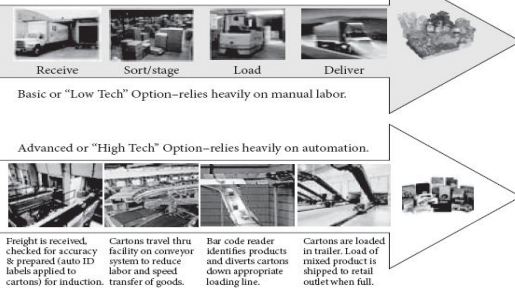 Receive Sort/stage Load Deliver
Basic or “Low Tech” Option–relies heavily on manual labor.
Advanced or “High Tech” Option–relies heavily on automation.
Freight is received,
checked for accuracy
& prepared (auto ID
labels applied to
cartons) for induction.
Cartons travel thru
facility on conveyor
system to reduce
labor and speed
transfer of goods.
Bar code reader
identifies products
and diverts cartons
down appropriate
loading line.
Cartons are loaded
in trailer. Load of
mixed product is
shipped to retail
outlet when full.